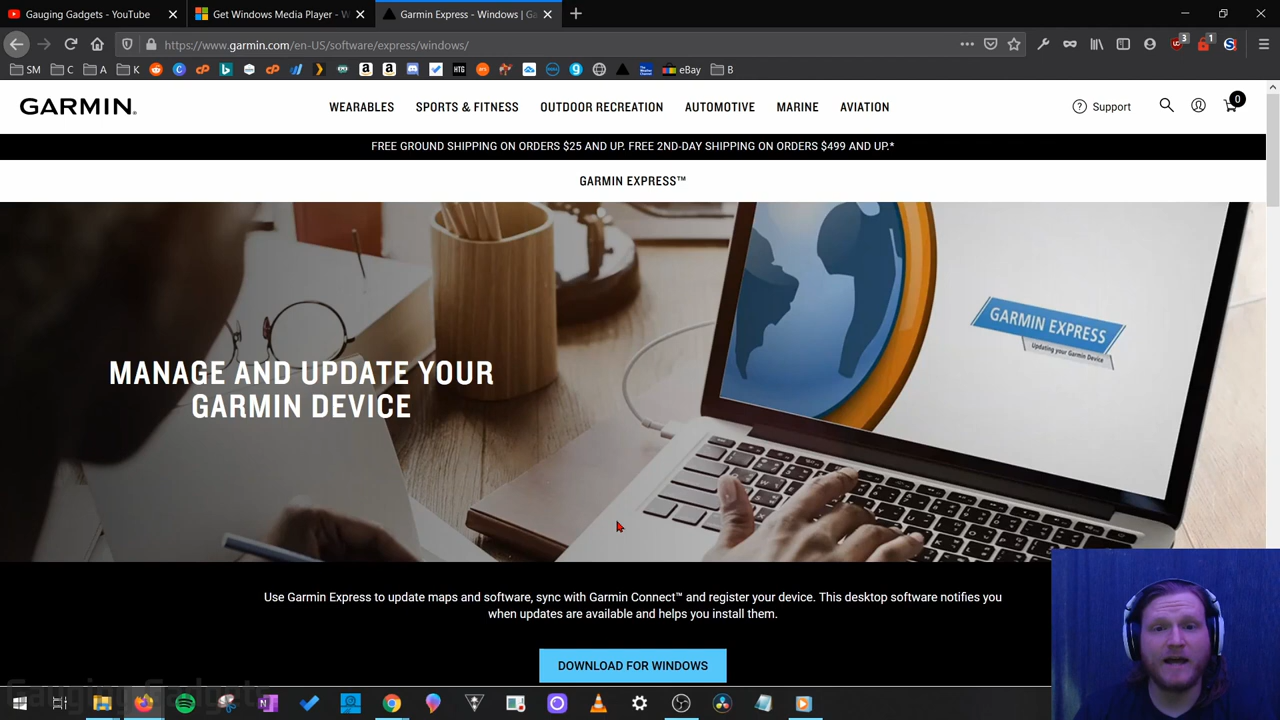 Gauging Gadgets - YouTube
Get Windows Media Player - W
Garmin Express - Windows | Ga
https://www.garmin.com/en-US/software/express/windows/
SM
C
A
K
HTG
eBay
B
3
1
GARMIN.
WEARABLES
SPORTS & FITNESS
OUTDOOR RECREATION
AUTOMOTIVE
MARINE
AVIATION
? Support
0
FREE GROUND SHIPPING ON ORDERS $25 AND UP. FREE 2ND-DAY SHIPPING ON ORDERS $499 AND UP.*
GARMIN EXPRESS™
GARMIN EXPRESS
Updating your Garmin Device
MANAGE AND UPDATE YOUR
GARMIN DEVICE
Use Garmin Express to update maps and software, sync with Garmin Connect™ and register your device. This desktop software notifies you
when updates are available and helps you install them.
DOWNLOAD FOR WINDOWS
Gauging Gadgets